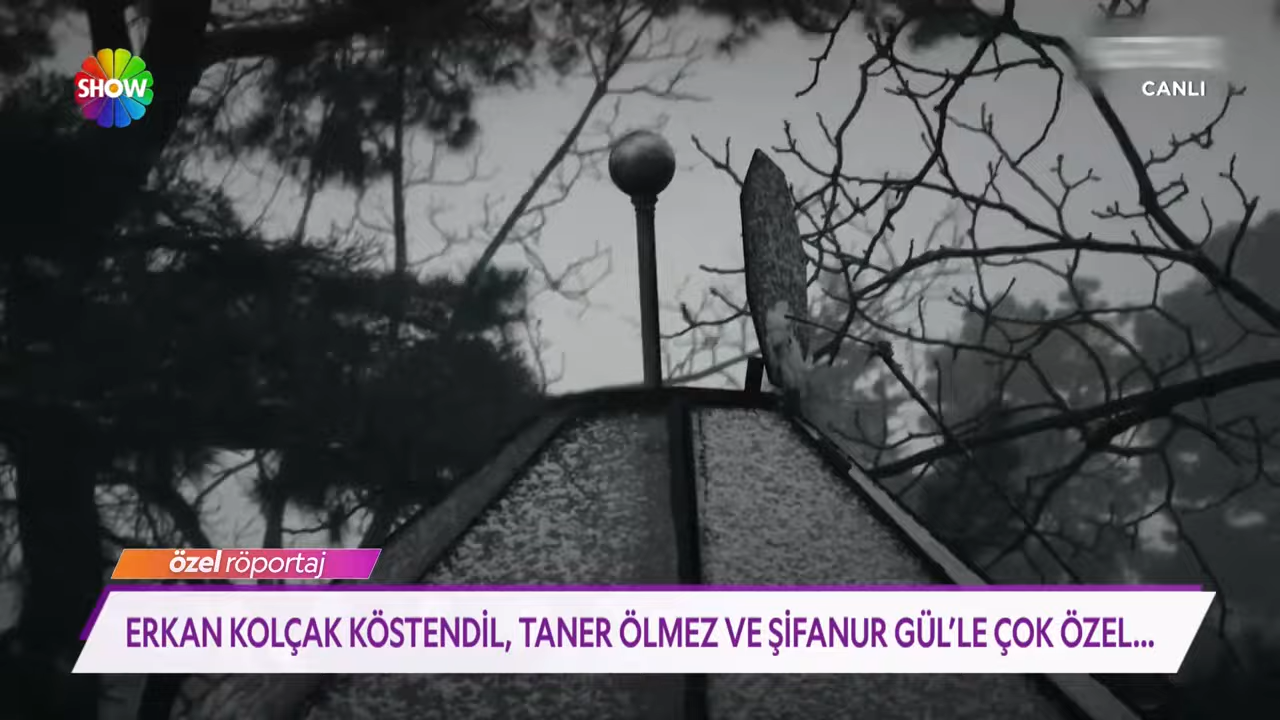 SHOW
CANLI
özel röportaj
ERKAN KOLÇAK KÖSTENDİL, TANER ÖLMEZ VE ŞİFANUR GÜL'LE ÇOK ÖZEL...